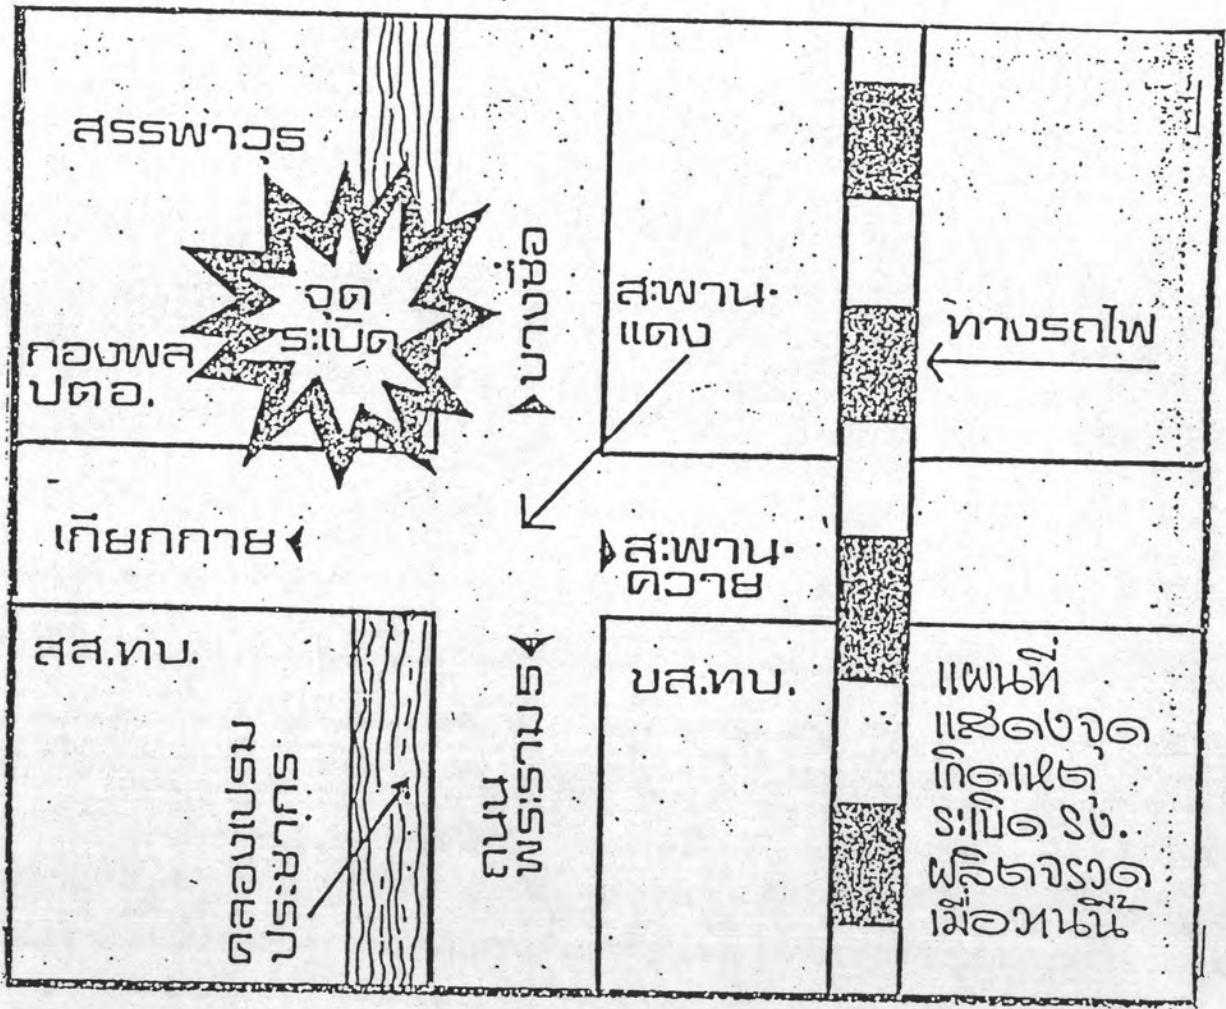 สรรพาวุธ
จุด
ระเบิด
กองพล
ปตอ.
บางซื่อ
สะพาน
แดง
ทางรถไฟ
เกียกกาย
สะพาน
ควาย
สส.ทบ.
คลองเปรม
ประชากร
ถนน
พระราม 5
ขส.ทบ.
แผนที่
แสดงจุด
เกิดเหตุ
ระเบิด รง.
ผลิตจรวด
เมื่อวานนี้